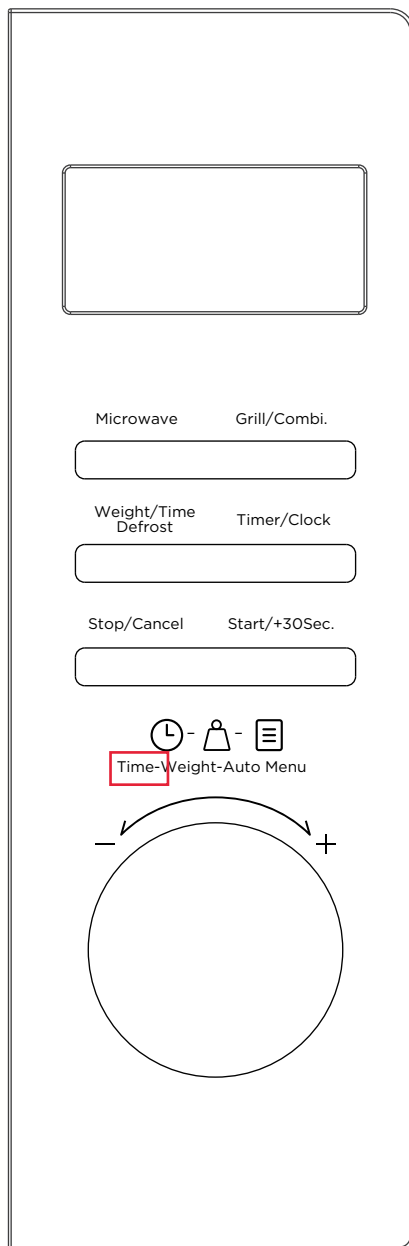 Microwave Grill/Combi.
Weight/Time
Defrost Timer/Clock
Stop/Cancel Start/+30Sec.
Time-Weight-Auto Menu